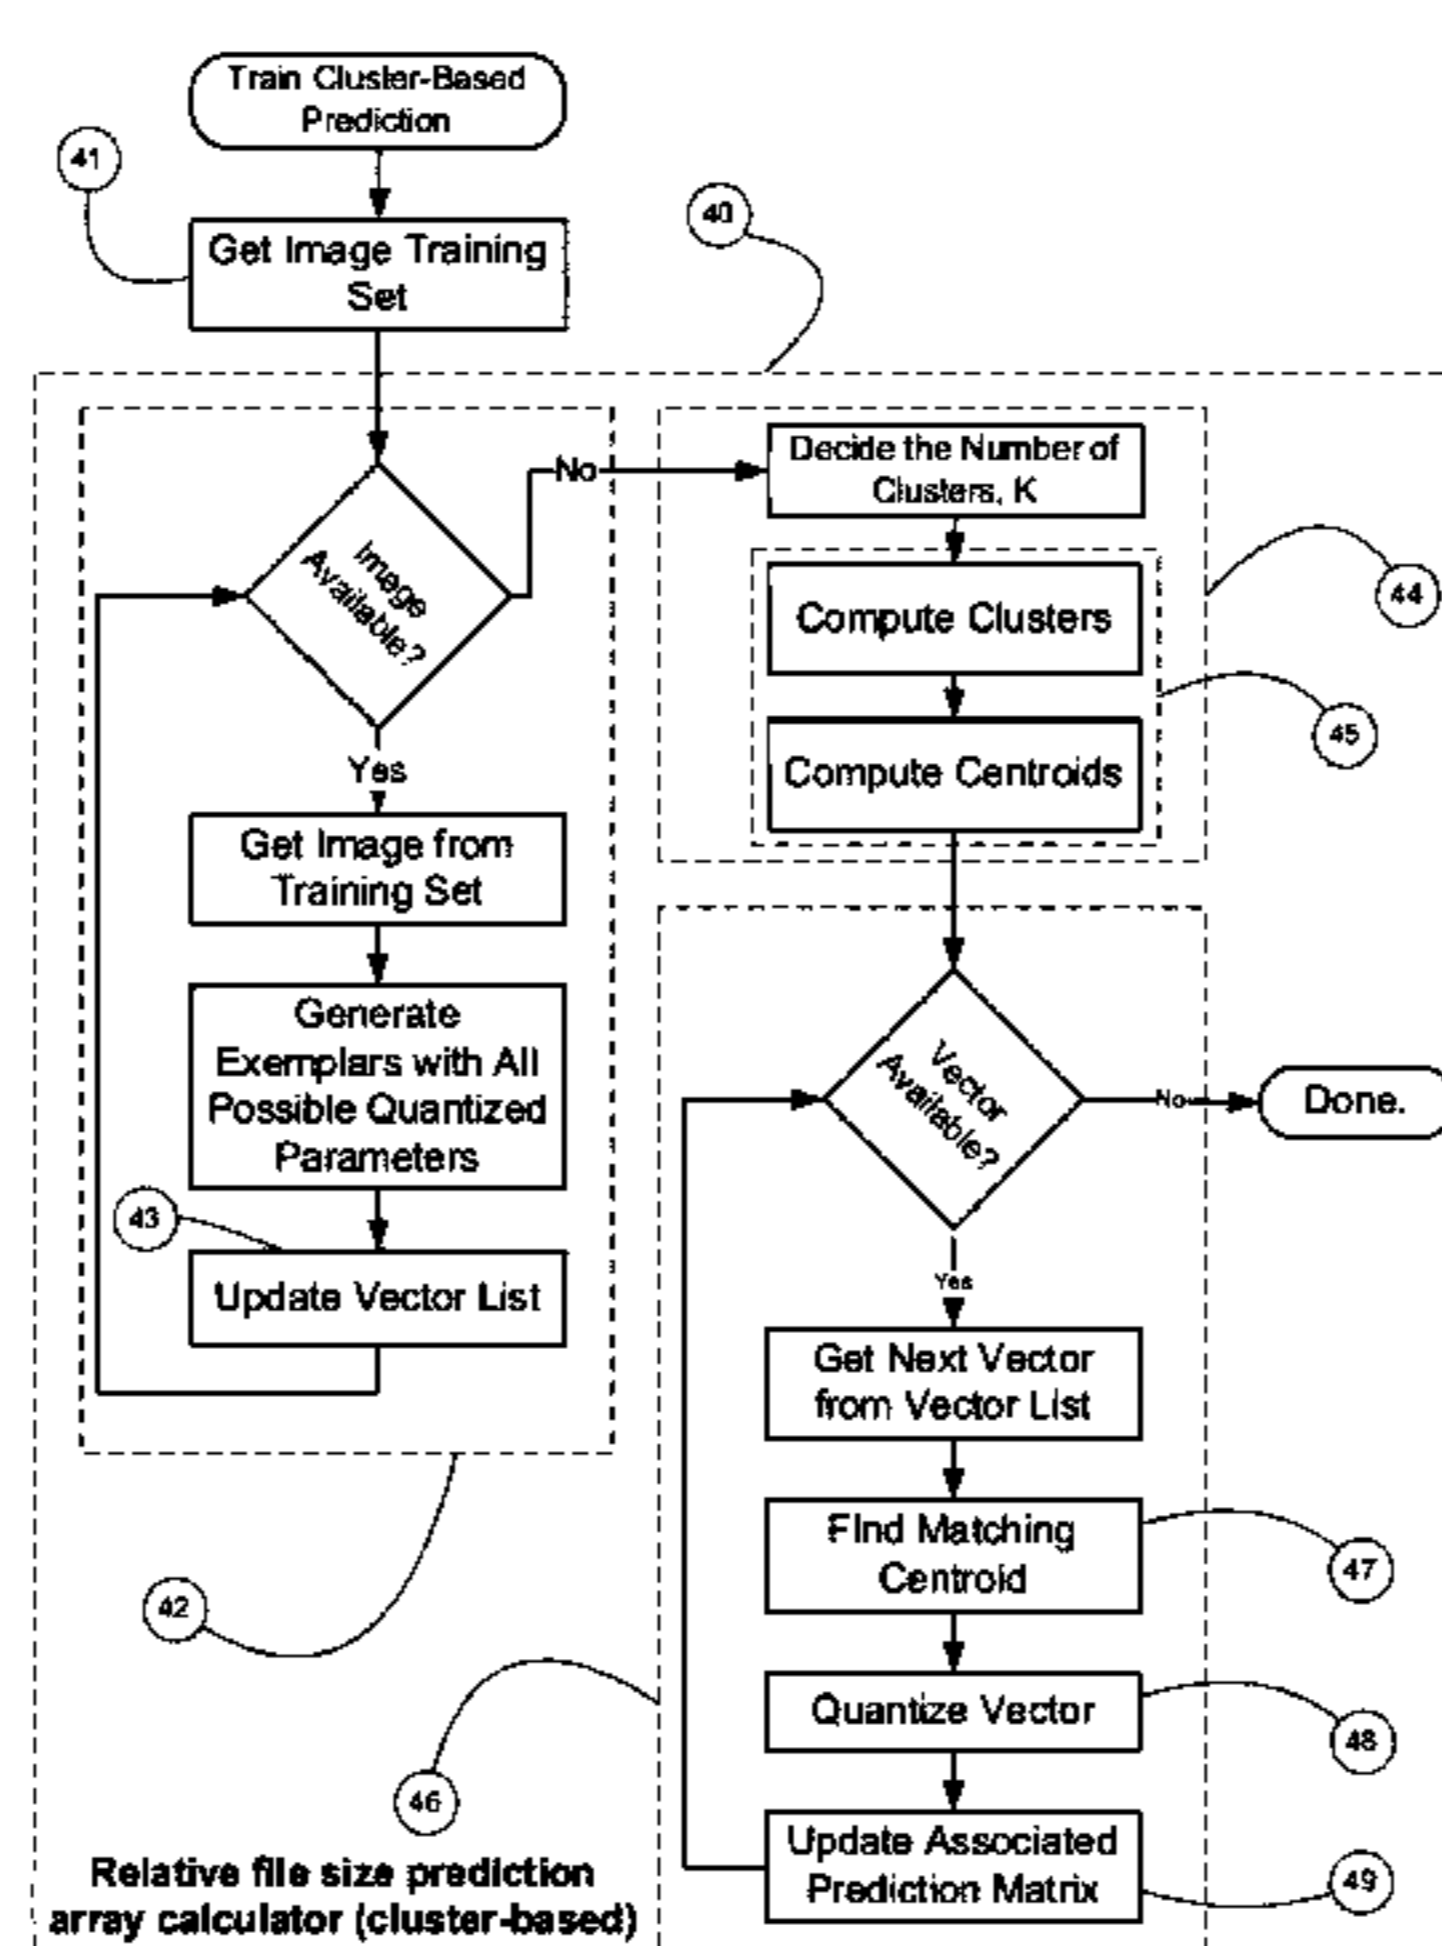 Train Cluster-Based
Prediction
41
Get Image Training
Set
40
Image
Available?
No
Yes
Get Image from
Training Set
Generate
Exemplars with All
Possible Quantized
Parameters
43
Update Vector List
42
Decide the Number of
Clusters, K
Compute Clusters
44
Compute Centroids
45
Vector
Available?
No
Done.
Yes
Get Next Vector
from Vector List
Find Matching
Centroid
47
Quantize Vector
48
46
Update Associated
Prediction Matrix
49
Relative file size prediction
array calculator (cluster-based)